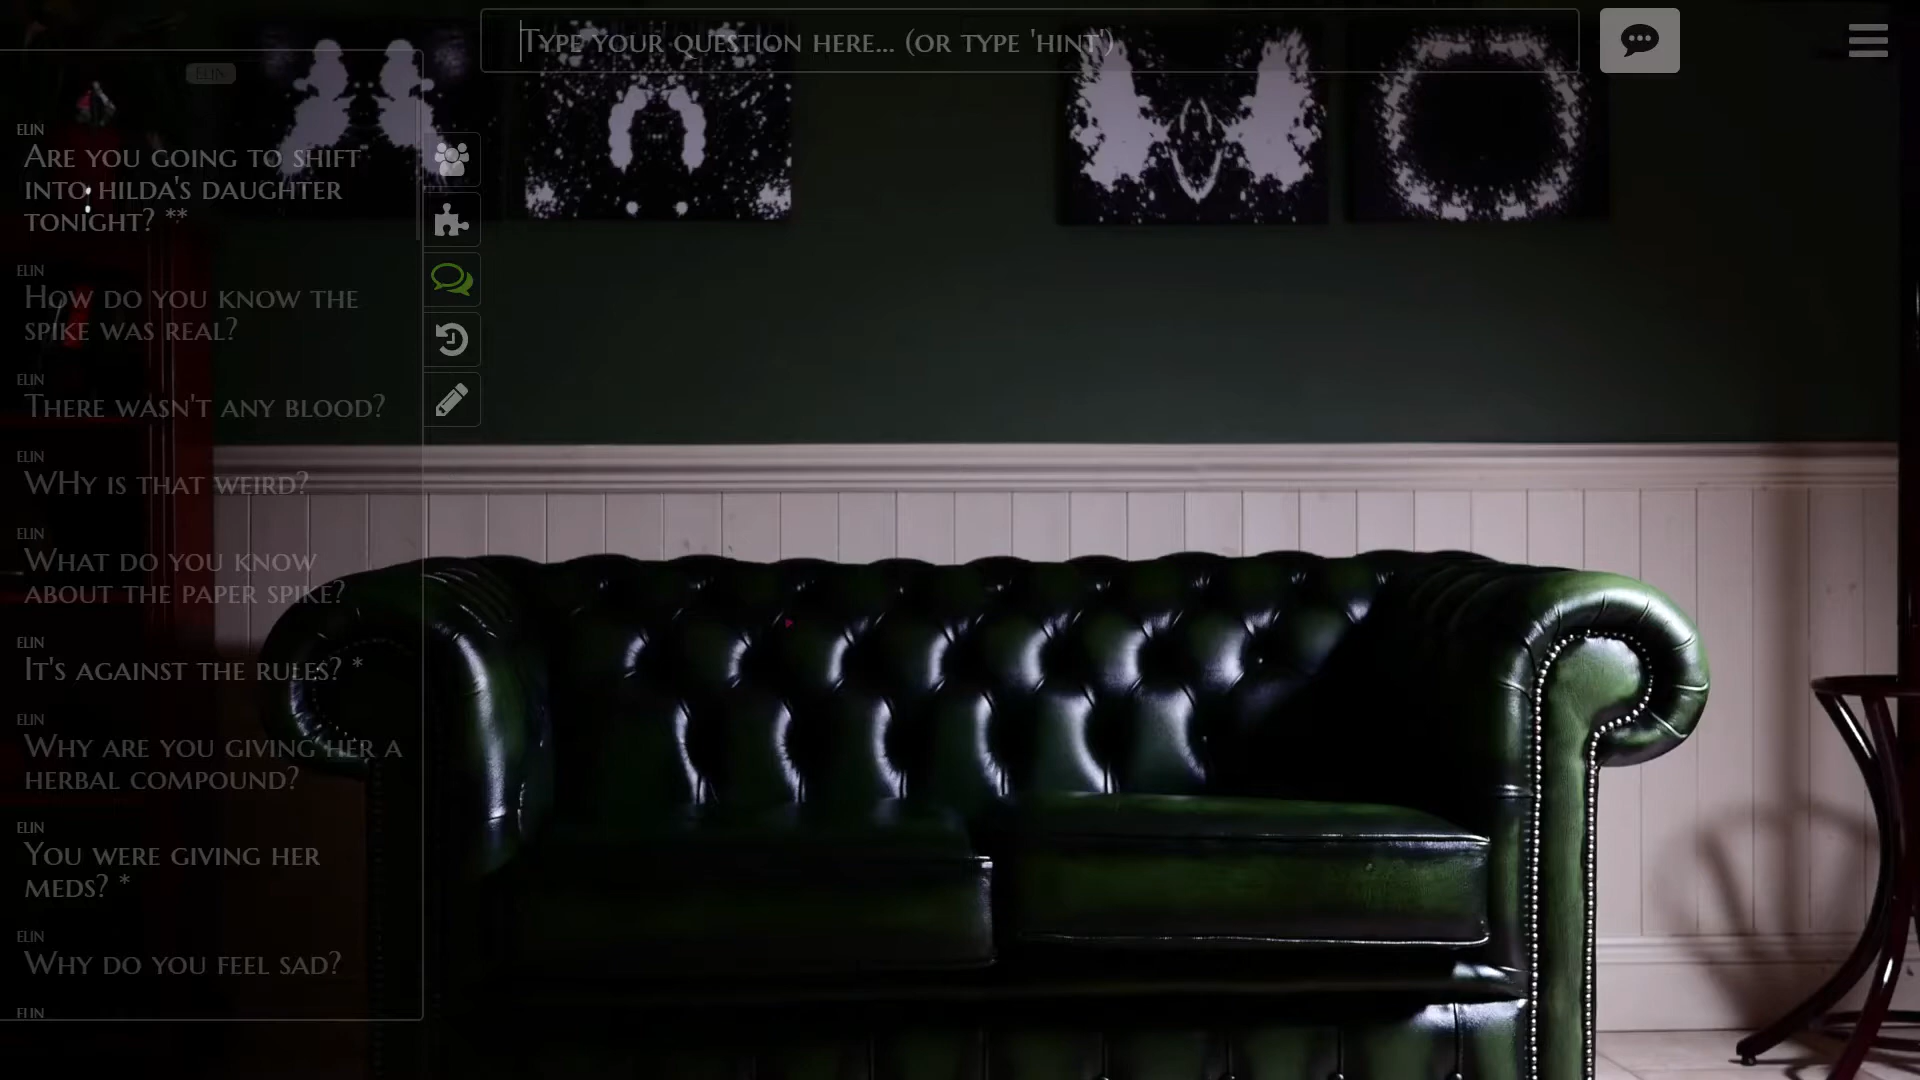 Type your question here... (or type 'hint')
ELIN
ELIN
Are you going to shift
into hilda's daughter
tonight? **
ELIN
How do you know the
spike was real?
ELIN
There wasn't any blood?
ELIN
WHy is that weird?
ELIN
What do you know
about the paper spike?
ELIN
It's against the rules? *
ELIN
Why are you giving her a
herbal compound?
ELIN
You were giving her
meds? *
ELIN
Why do you feel sad?
ELIN